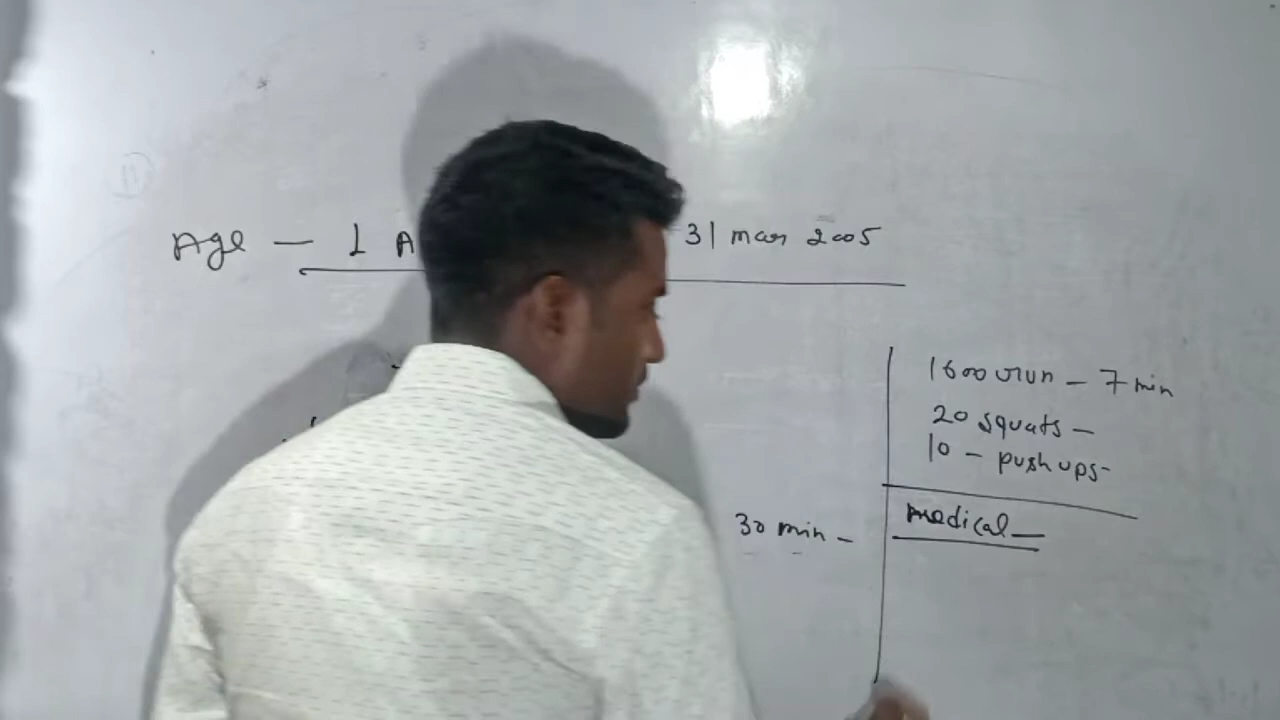 Age — 1 A 31 mar 2005
1600 run - 7 min
20 squats -
10 - push ups-
30 min -
medical -